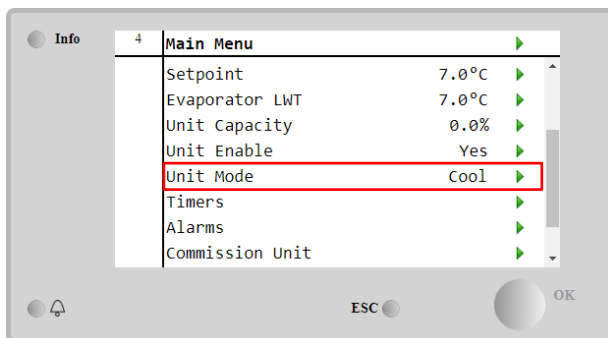 Info
4 Main Menu
Setpoint 7.0°C
Evaporator LWT 7.0°C
Unit Capacity 0.0%
Unit Enable Yes
Unit Mode Cool
Timers
Alarms
Commission Unit
ESC OK